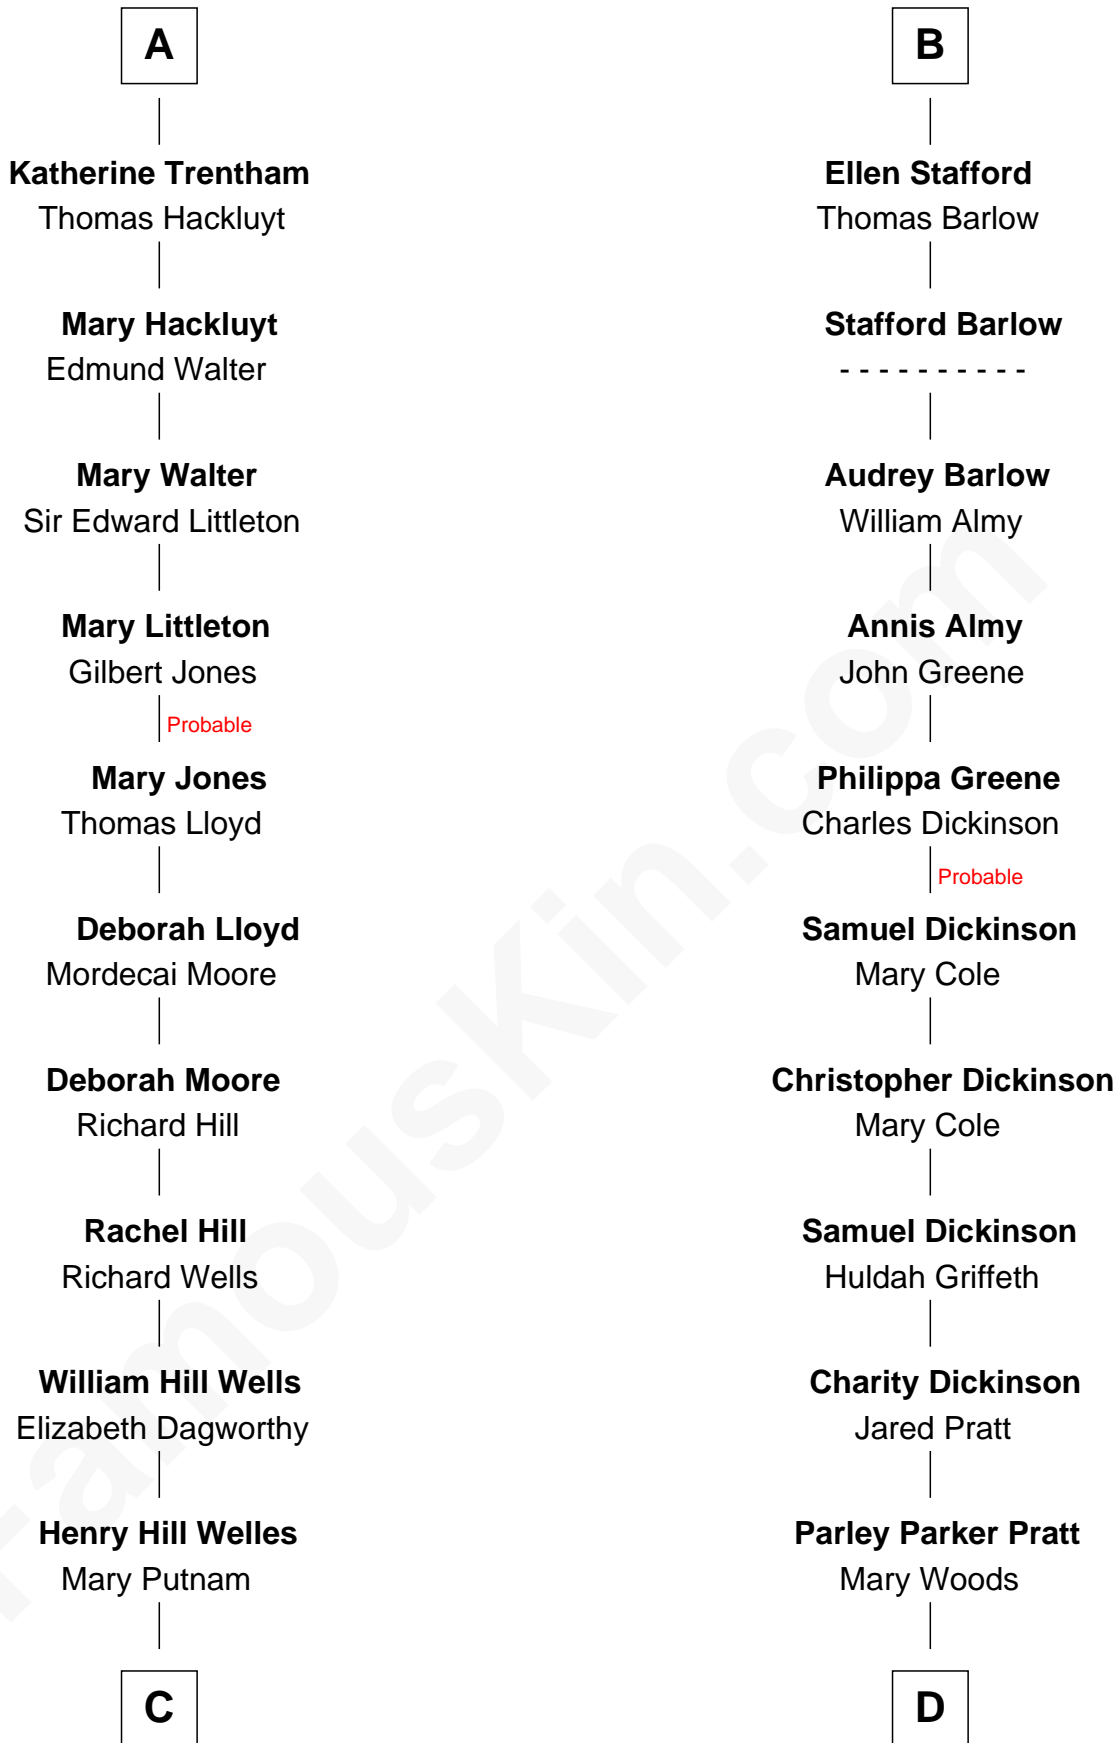 A
Katherine Trentham
Thomas Hackluyt
Mary Hackluyt
Edmund Walter
Mary Walter
Sir Edward Littleton
Mary Littleton
Gilbert Jones
Probable
Mary Jones
Thomas Lloyd
Deborah Lloyd
Mordecai Moore
Deborah Moore
Richard Hill
Rachel Hill
Richard Wells
William Hill Wells
Elizabeth Dagworthy
Henry Hill Welles
Mary Putnam
C
B
Ellen Stafford
Thomas Barlow
Stafford Barlow
- - - - - - - - - -
Audrey Barlow
William Almy
Annis Almy
John Greene
Philippa Greene
Charles Dickinson
Probable
Samuel Dickinson
Mary Cole
Christopher Dickinson
Mary Cole
Samuel Dickinson
Huldah Griffeth
Charity Dickinson
Jared Pratt
Parley Parker Pratt
Mary Woods
D
FamousKin.com